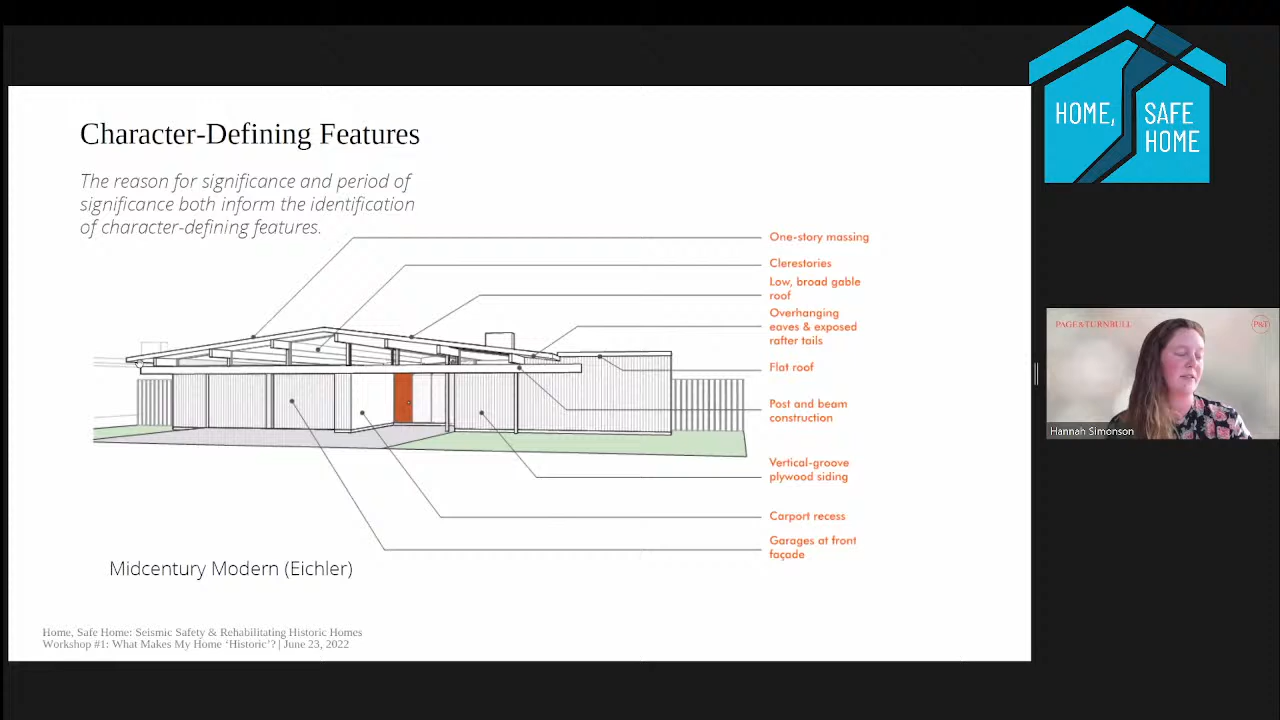 Character-Defining Features
The reason for significance and period of
significance both inform the identification
of character-defining features.
One-story massing
Clerestories
Low, broad gable
roof
Overhanging
eaves & exposed
rafter tails
Flat roof
Post and beam
construction
Vertical-groove
plywood siding
Carport recess
Garages at front
façade
Midcentury Modern (Eichler)
Home, Safe Home: Seismic Safety & Rehabilitating Historic Homes
Workshop #1: What Makes My Home ‘Historic’? | June 23, 2022
HOME,
SAFE
HOME
PAGE&TURNBULL
P&T
Hannah Simonson